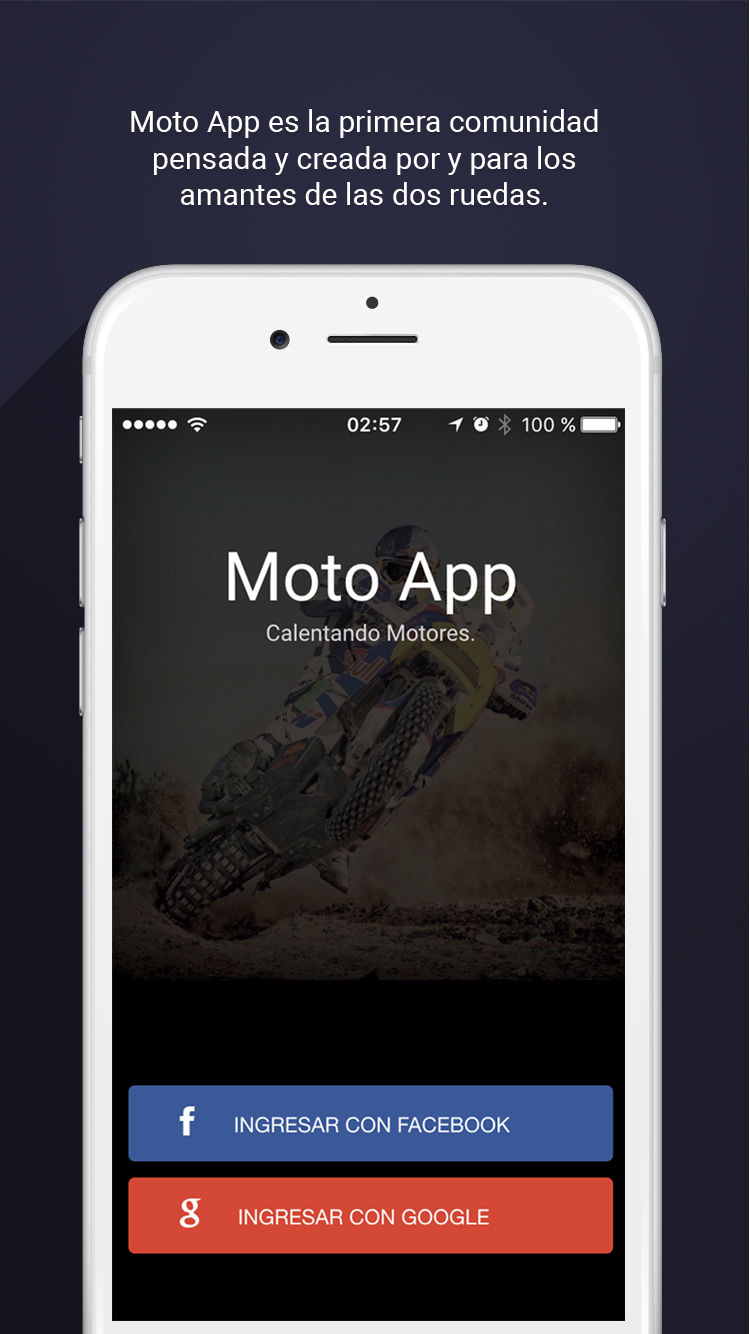 Moto App es la primera comunidad
pensada y creada por y para los
amantes de las dos ruedas.
02:57
100 %
Moto App
Calentando Motores.
f
INGRESAR CON FACEBOOK
g
INGRESAR CON GOOGLE